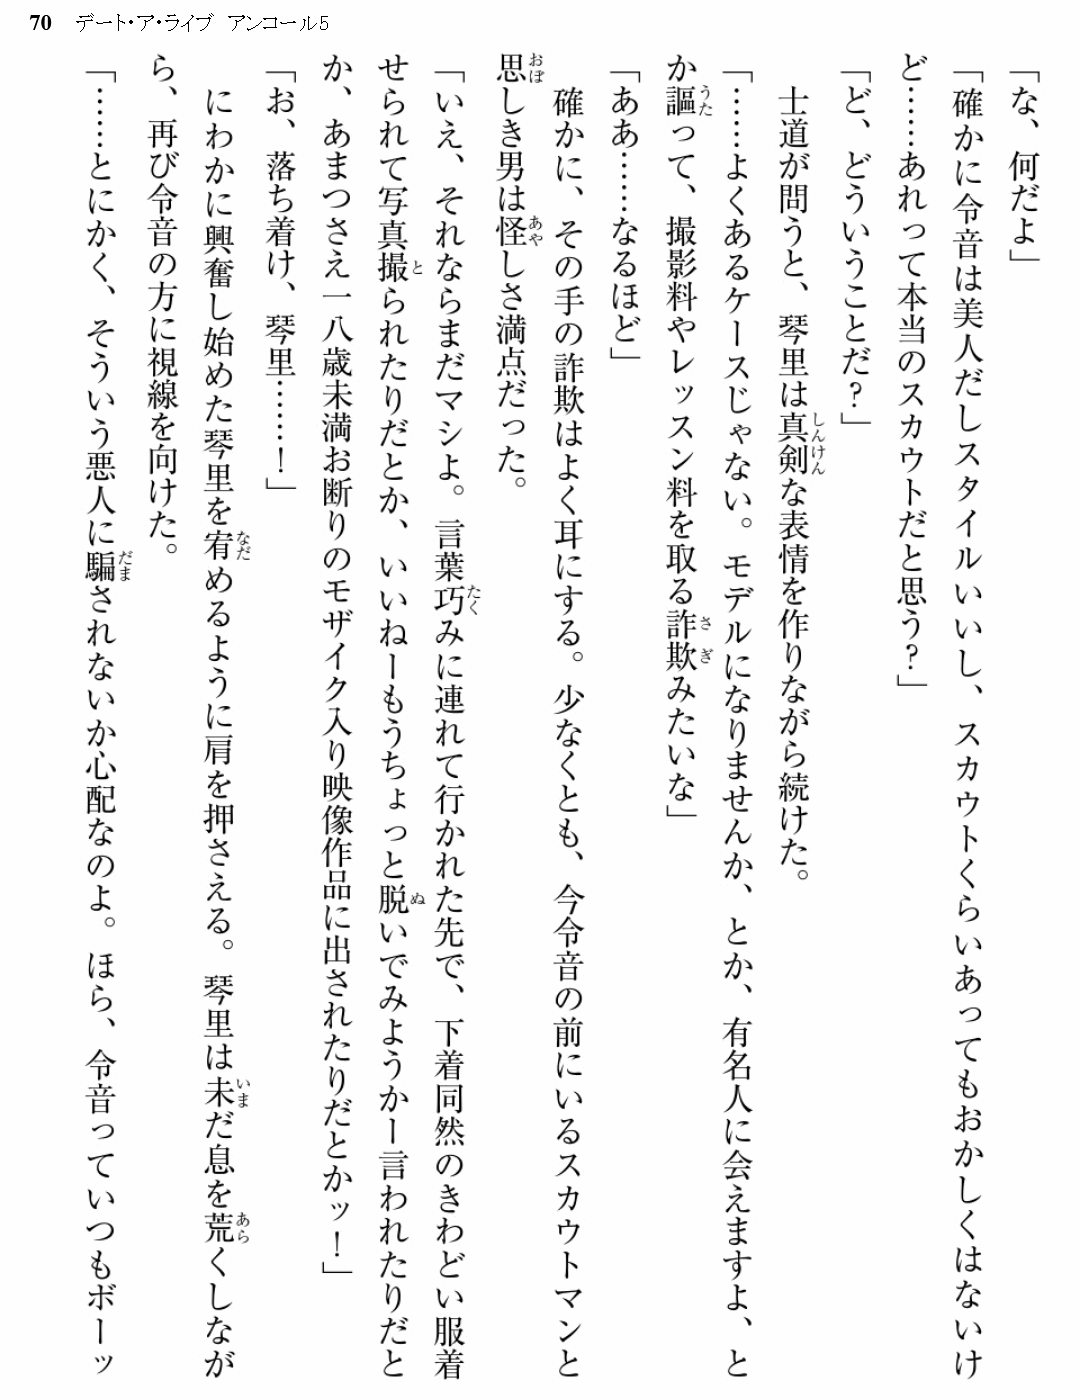 70 デート・ア・ライブ アンコール5
「な、何だよ」
「確かに令音は美人だしスタイルいいし、スカウトくらいあってもおかしくはないけ
ど……あれって本当のスカウトだと思う?」
「ど、どういうことだ?」
士道が問うと、琴里は真剣な表情を作りながら続けた。
「……よくあるケースじゃない。モデルになりませんか、とか、有名人に会えますよ、と
か謳って、撮影料やレッスン料を取る詐欺みたいな」
「ああ……なるほど」
確かに、その手の詐欺はよく耳にする。少なくとも、今令音の前にいるスカウトマンと
思しき男は怪しさ満点だった。
「いえ、それならまだマシよ。言葉巧みに連れて行かれた先で、下着同然のきわどい服着
せられて写真撮られたりだとか、いいねーもうちょっと脱いでみようかー言われたりだと
か、あまつさえ一八歳未満お断りのモザイク入り映像作品に出されたりだとかッ!」
「お、落ち着け、琴里……!」
にわかに興奮し始めた琴里を宥めるように肩を押さえる。琴里は未だ息を荒くしなが
ら、再び令音の方に視線を向けた。
「……とにかく、そういう悪人に騙されないか心配なのよ。ほら、令音っていつもボーッ